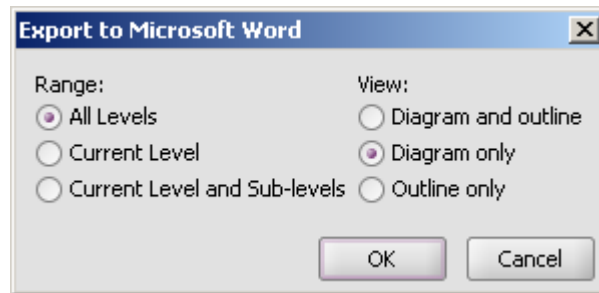 Export to Microsoft Word
Range:
All Levels
Current Level
Current Level and Sub-levels
View:
Diagram and outline
Diagram only
Outline only
OK
Cancel